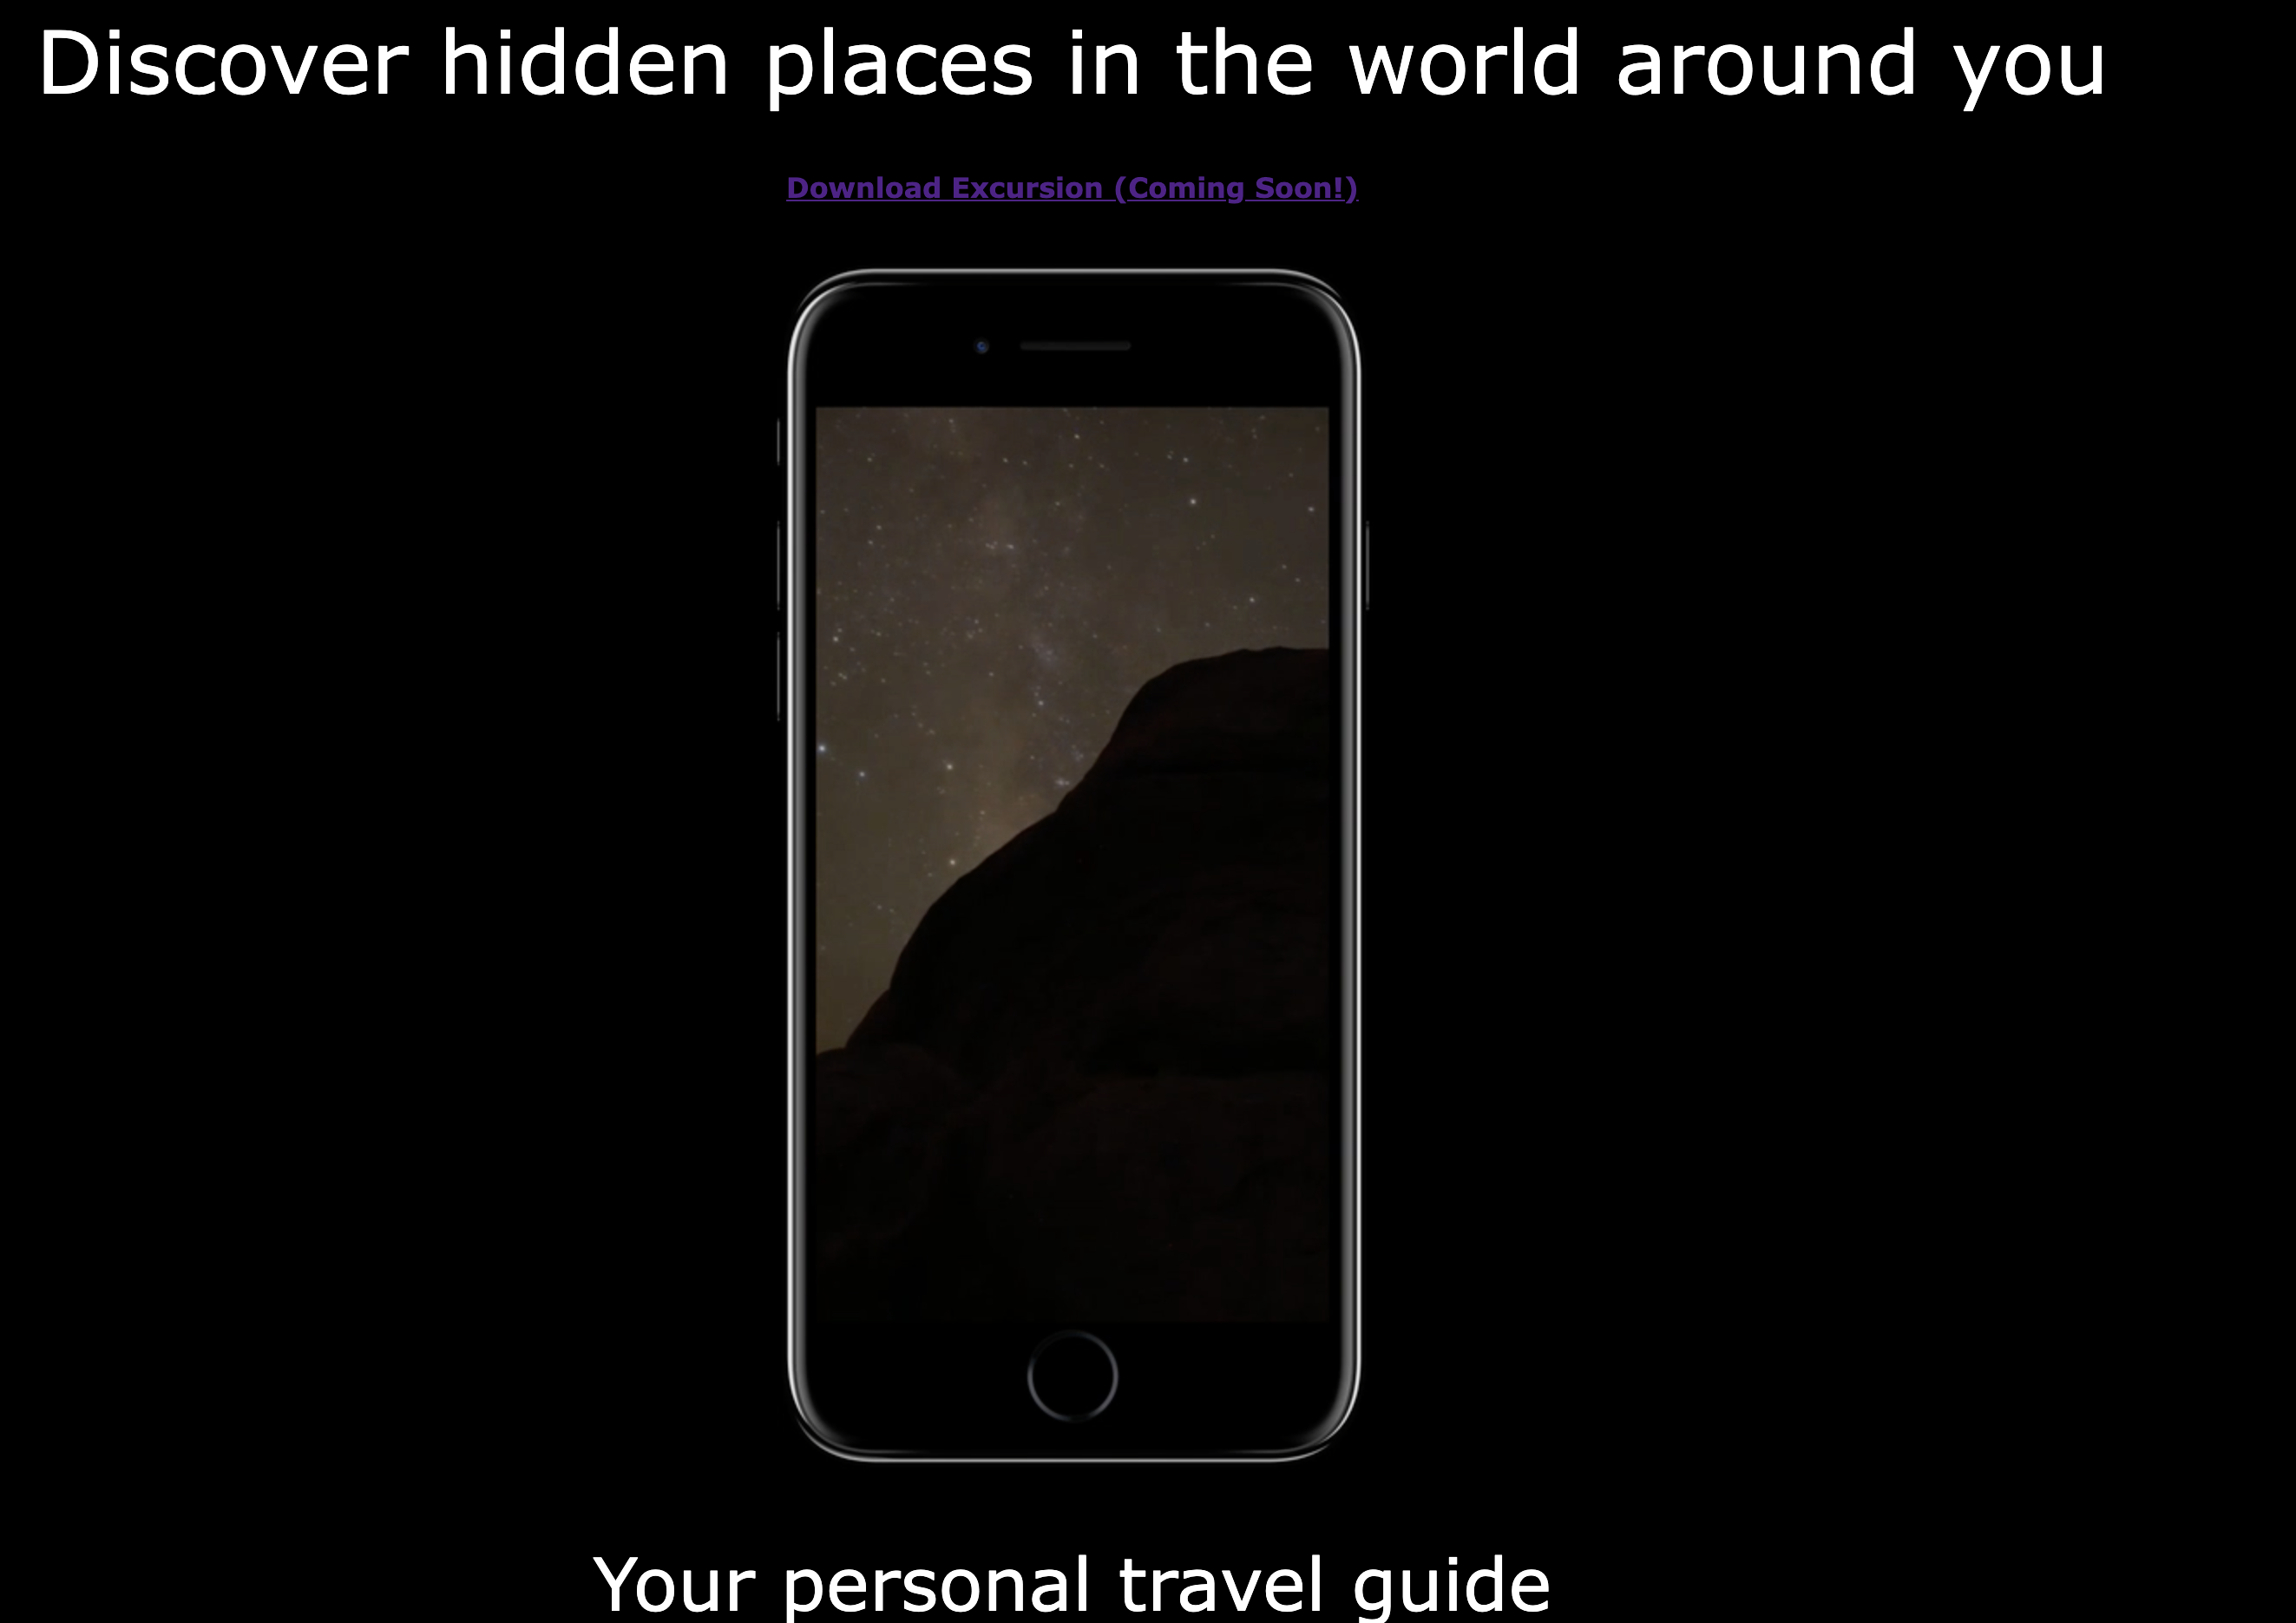 Discover hidden places in the world around you
Download Excursion (Coming Soon!)
Your personal travel guide